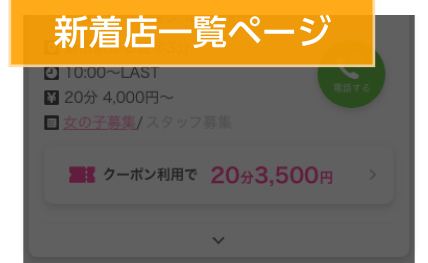 新着店一覧ページ
10:00〜LAST
20分 4,000円〜
女の子募集/スタッフ募集
電話する
クーポン利用で 20分3,500円